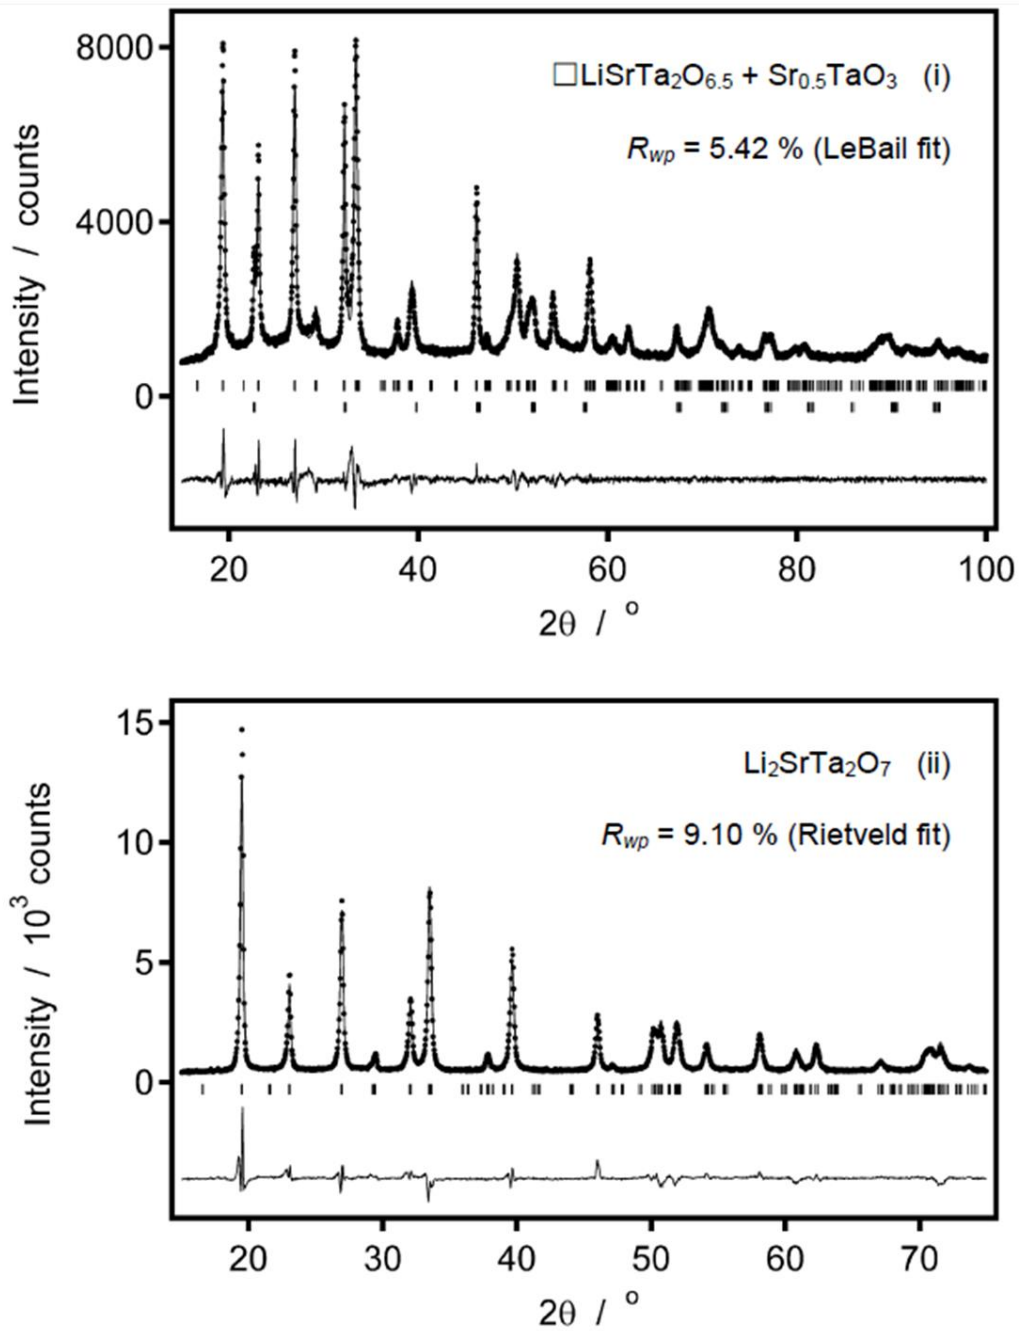 8000
□LiSrTa₂O₆.₅ + Sr₀.₅TaO₃ (i)
Rwp = 5.42 % (LeBail fit)
Intensity / counts
4000
0
20 40 60 80 100
2θ / °
15
Li₂SrTa₂O₇ (ii)
Rwp = 9.10 % (Rietveld fit)
10
Intensity / 10³ counts
5
0
20 30 40 50 60 70
2θ / °